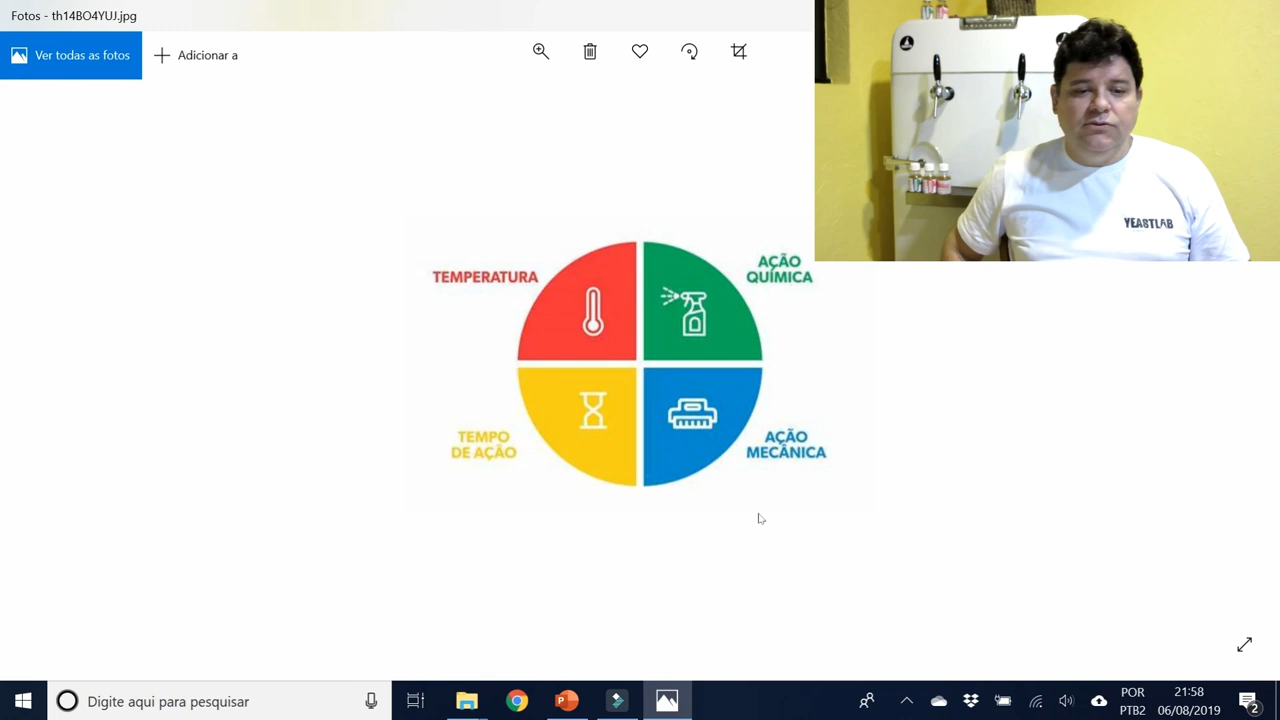 Fotos - th14BO4YUJ.jpg
Ver todas as fotos
Adicionar a
YEASTLAB
TEMPERATURA
AÇÃO
QUÍMICA
TEMPO
DE AÇÃO
AÇÃO
MECÂNICA
Digite aqui para pesquisar
POR
PTB2
21:58
06/08/2019
2